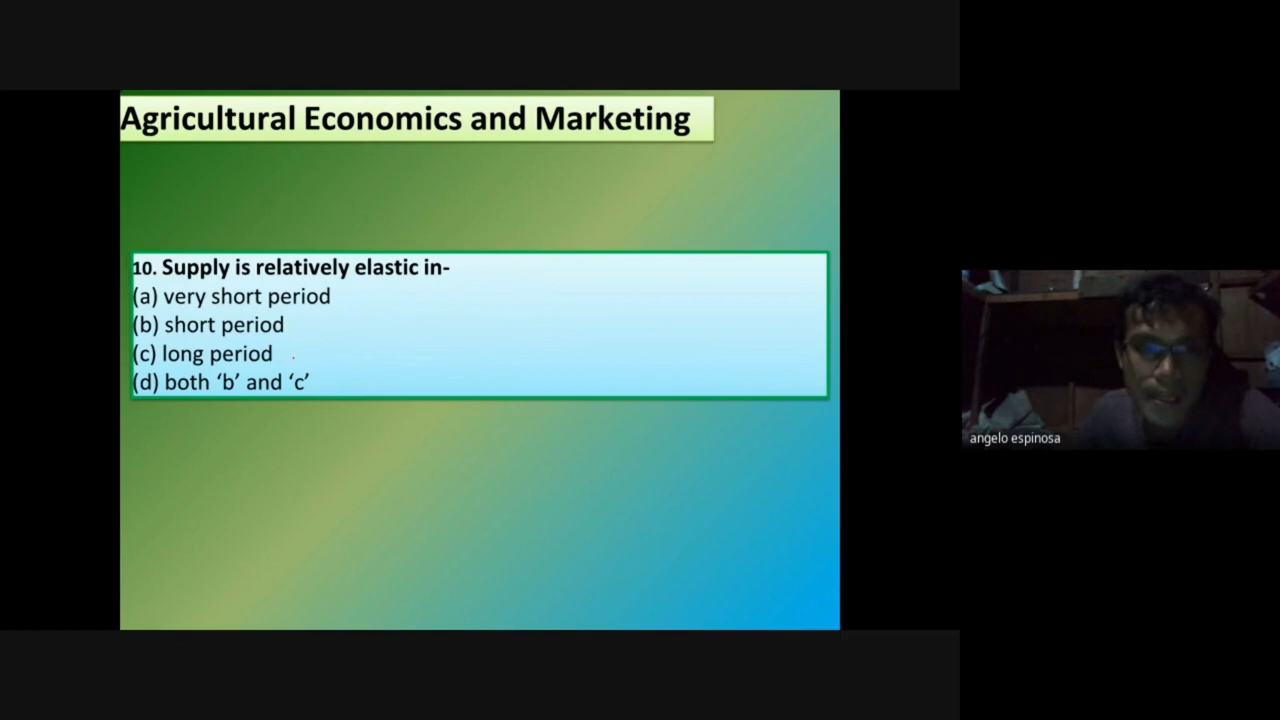 Agricultural Economics and Marketing
10. Supply is relatively elastic in-
(a) very short period
(b) short period
(c) long period
(d) both ‘b’ and ‘c’
angelo espinosa